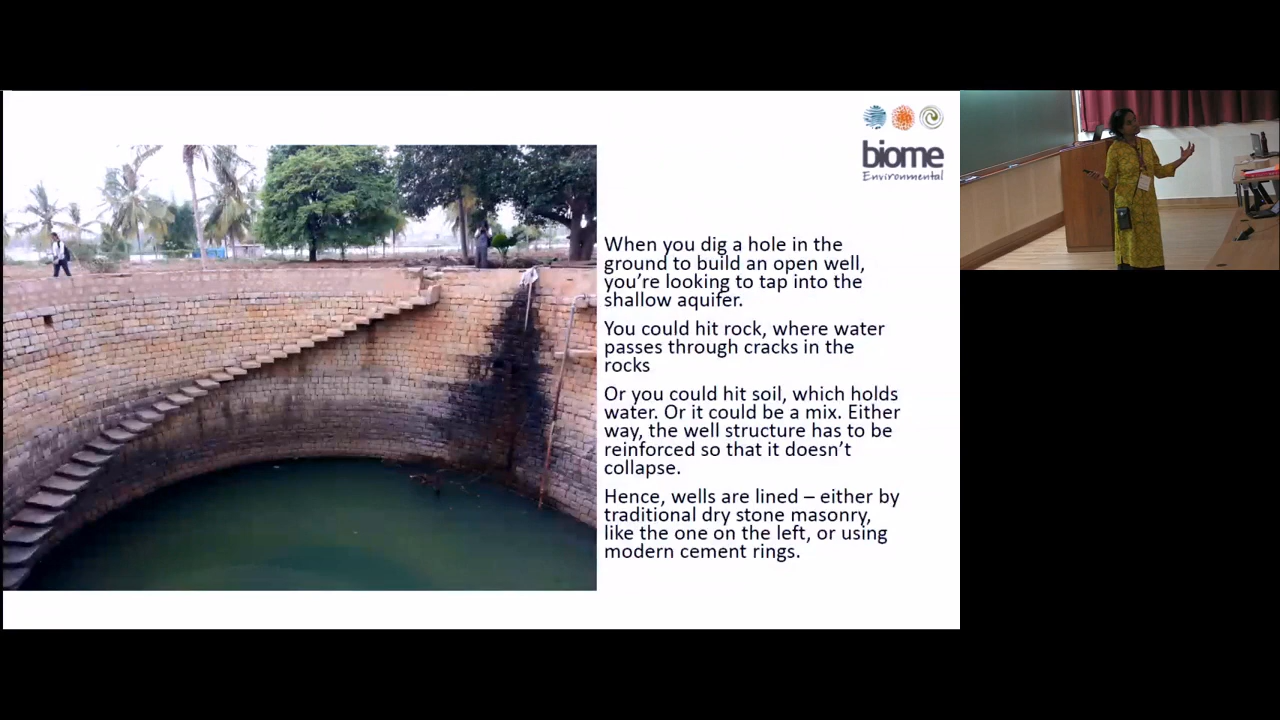 biome
Environmental
When you dig a hole in the
ground to build an open well,
you're looking to tap into the
shallow aquifer.
You could hit rock, where water
passes through cracks in the
rocks
Or you could hit soil, which holds
water. Or it could be a mix. Either
way, the well structure has to be
reinforced so that it doesn't
collapse.
Hence, wells are lined – either by
traditional dry stone masonry,
like the one on the left, or using
modern cement rings.